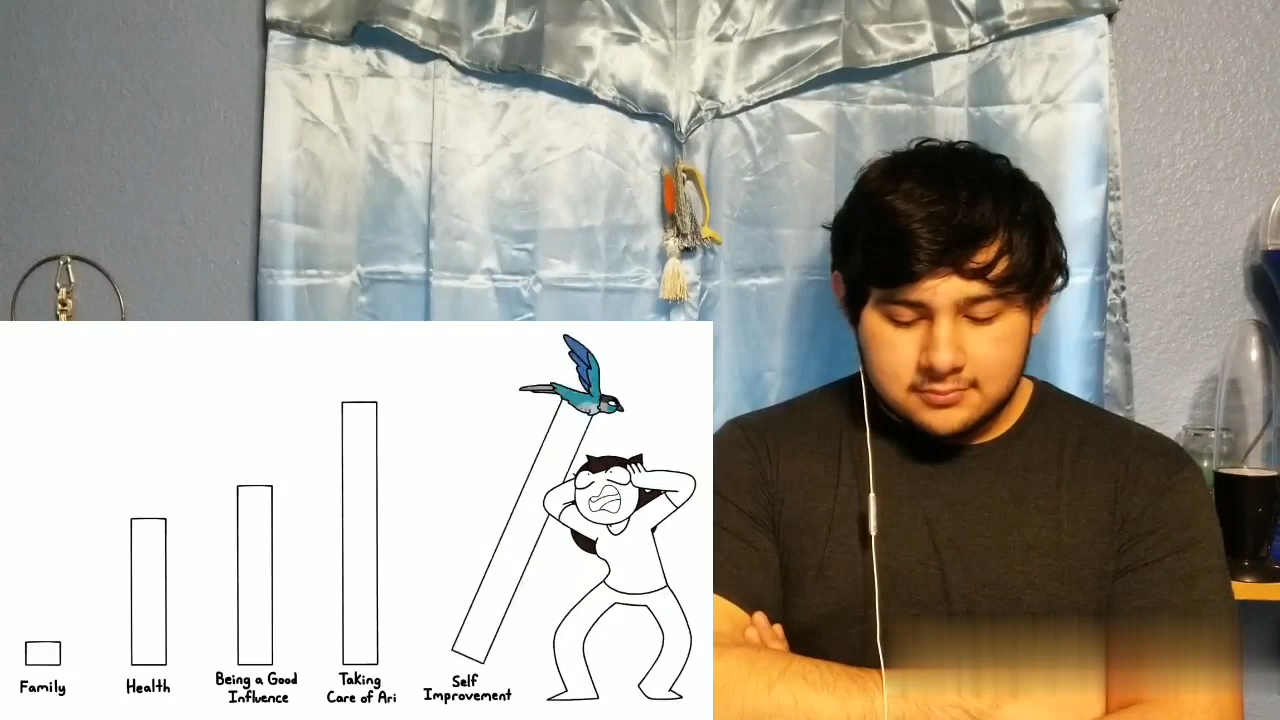 Family
Health
Being a Good
Influence
Taking
Care of Ari
Self
Improvement